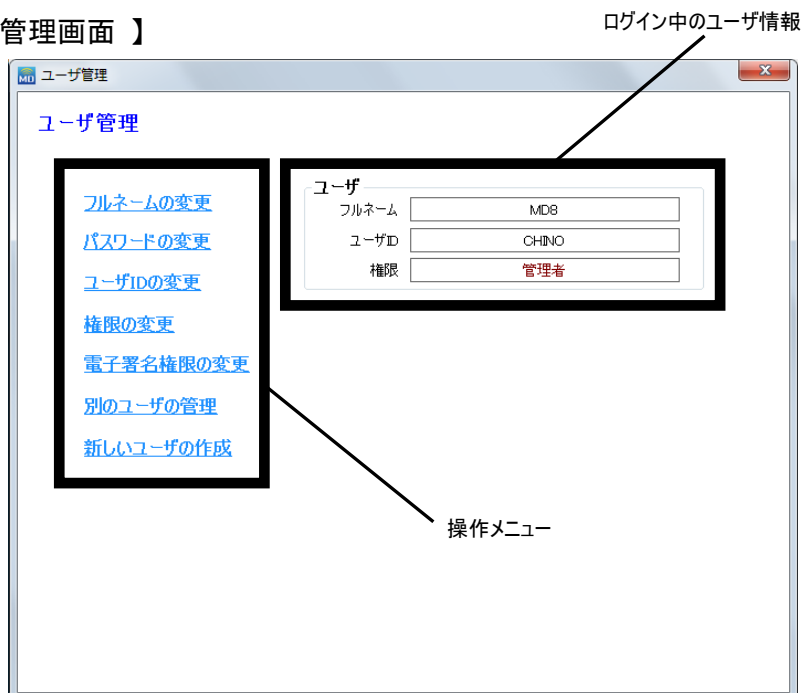 管理画面 】
ログイン中のユーザ情報
MD ユーザ管理
ユーザ管理
フルネームの変更
パスワードの変更
ユーザIDの変更
権限の変更
電子署名権限の変更
別のユーザの管理
新しいユーザの作成
ユーザ
フルネーム MD8
ユーザID CHINO
権限 管理者
操作メニュー